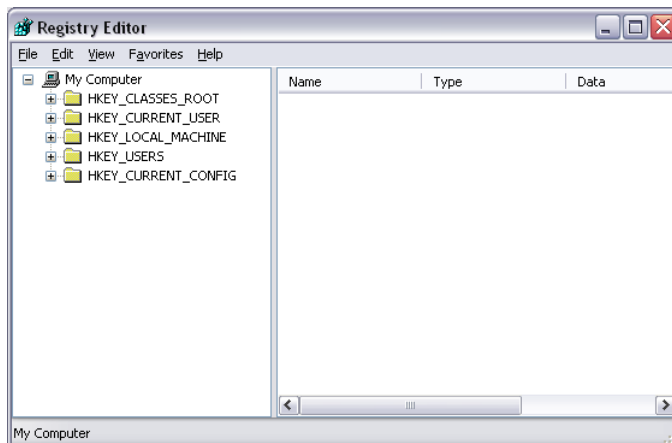 Registry Editor
File Edit View Favorites Help
My Computer
HKEY_CLASSES_ROOT
HKEY_CURRENT_USER
HKEY_LOCAL_MACHINE
HKEY_USERS
HKEY_CURRENT_CONFIG
Name Type Data
My Computer